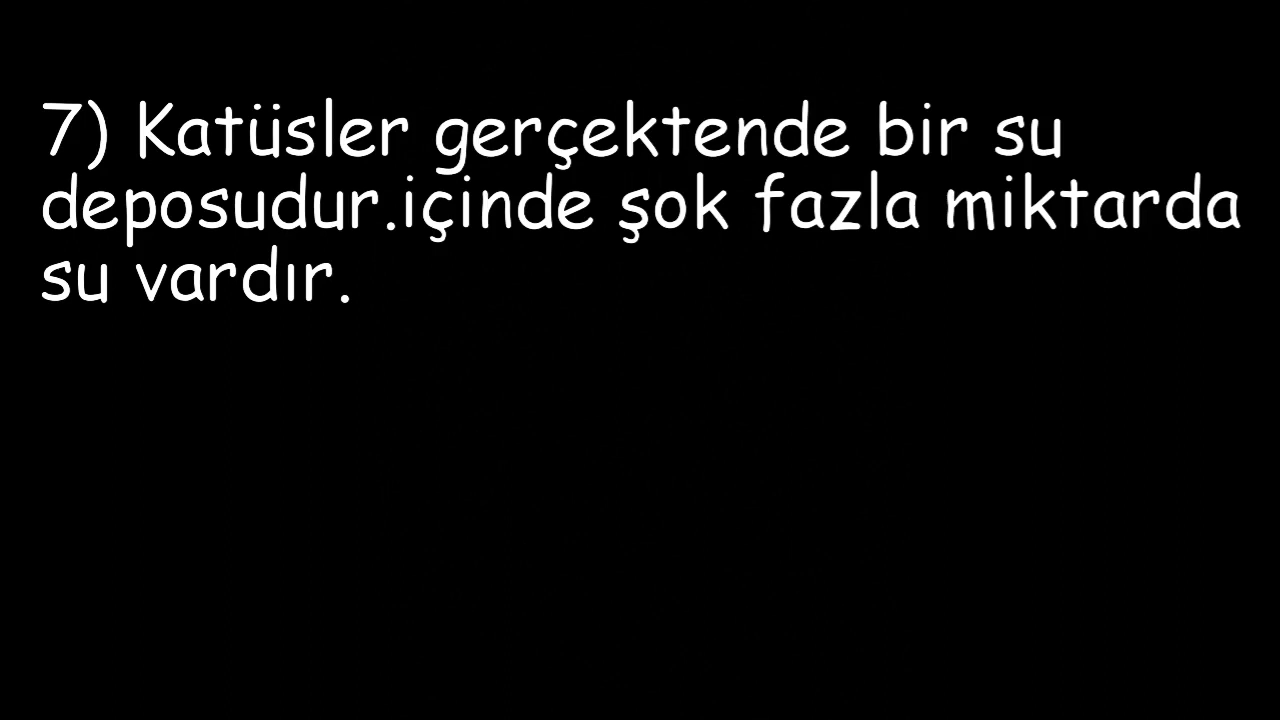 7) Katüsler gerçektende bir su
deposudur.içinde şok fazla miktarda
su vardır.